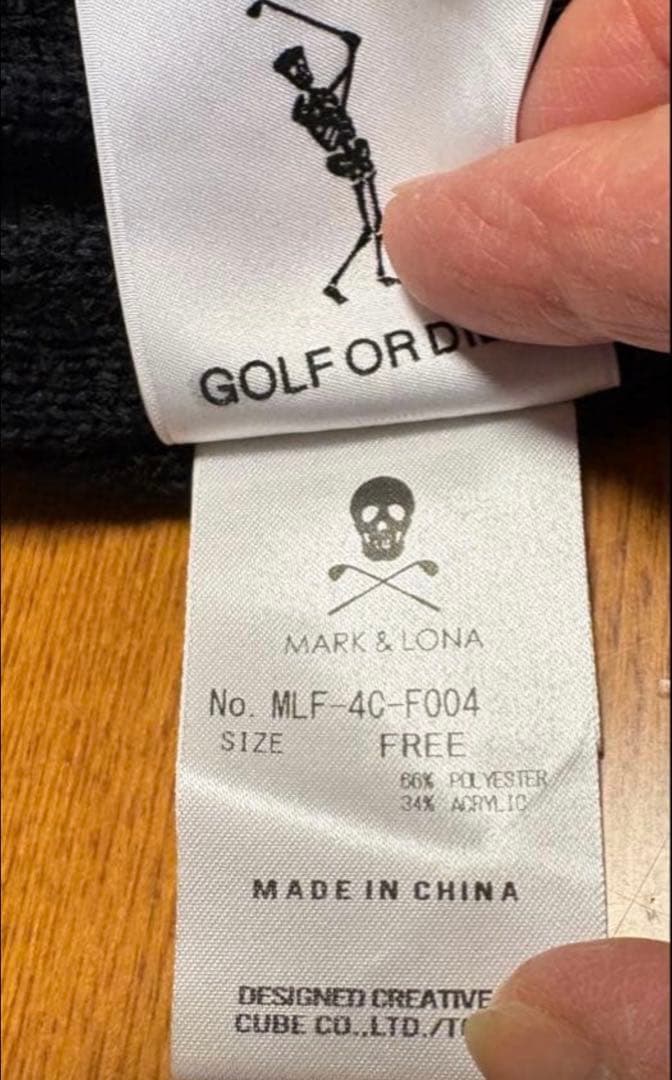 GOLF OR
MARK & LONA
No. MLF-4C-F004
SIZE FREE
66% POLYESTER
34% ACRYLIC
MADE IN CHINA
DESIGNED CREATIVE
CUBE CO.,LTD.